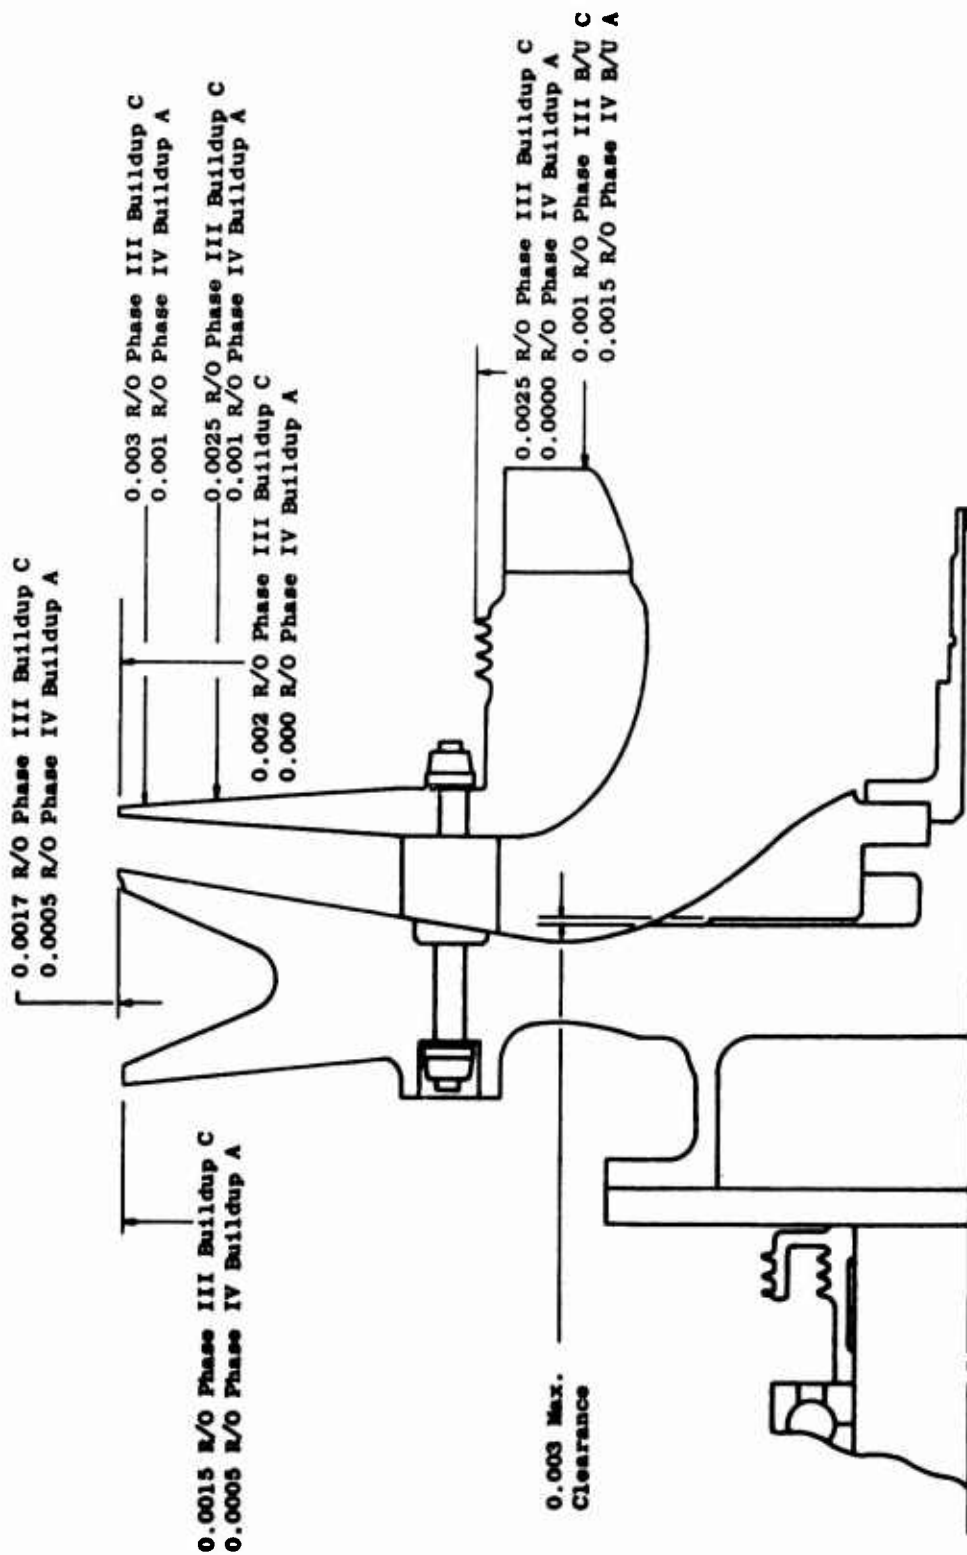 0.0017 R/O Phase III Buildup C
0.0005 R/O Phase IV Buildup A
0.003 R/O Phase III Buildup C
0.001 R/O Phase IV Buildup A
0.0025 R/O Phase III Buildup C
0.001 R/O Phase IV Buildup A
0.002 R/O Phase III Buildup C
0.000 R/O Phase IV Buildup A
0.0025 R/O Phase III Buildup C
0.0000 R/O Phase IV Buildup A
0.001 R/O Phase III B/U C
0.0015 R/O Phase IV B/U A
0.0015 R/O Phase III Buildup C
0.0005 R/O Phase IV Buildup A
0.003 Max.
Clearance